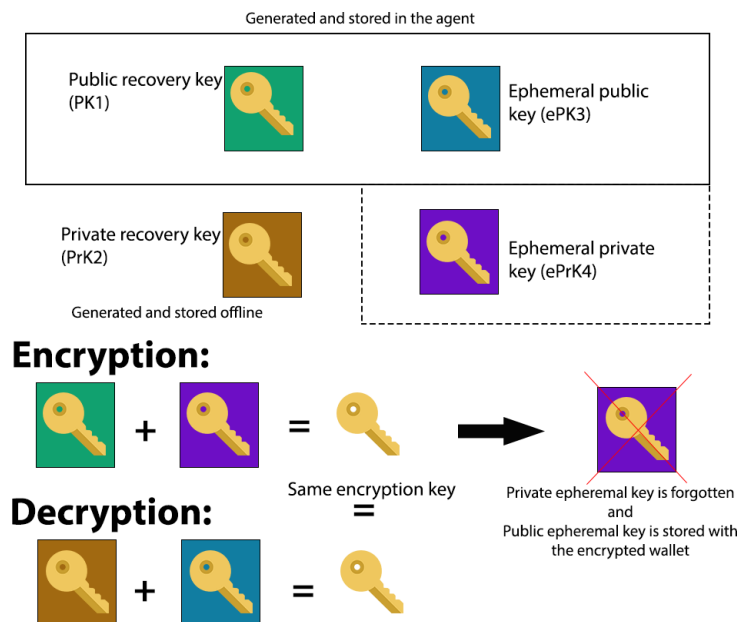 Generated and stored in the agent
Public recovery key
(PK1)
Ephemeral public
key (ePK3)
Private recovery key
(PrK2)
Ephemeral private
key (ePrK4)
Generated and stored offline
Encryption:
+
=
Same encryption key
=
Private epheremal key is forgotten
and
Public epheremal key is stored with
the encrypted wallet
Decryption:
+
=